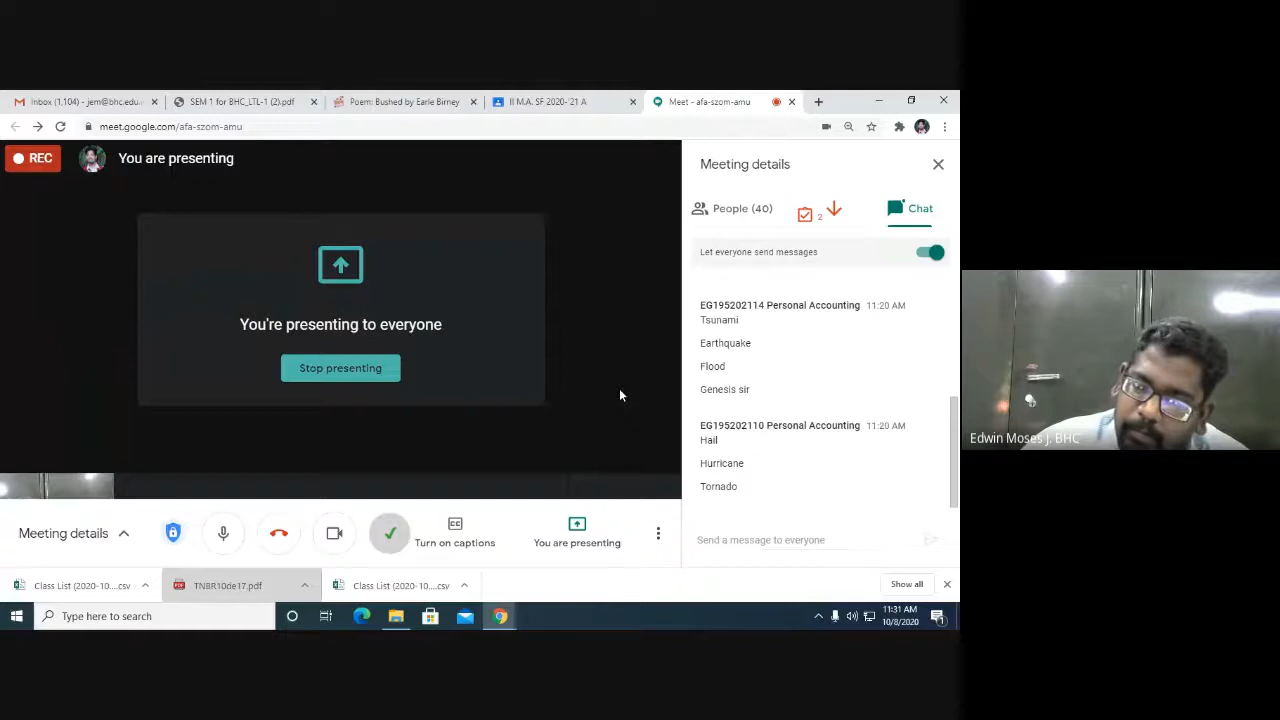 Inbox (1,104) - jem@bhc.edu.
SEM 1 for BHC_LTL-1 (2).pdf
Poem: Bushed by Earle Birney
II M.A. SF 2020-'21 A
Meet - afa-szom-amu
meet.google.com/afa-szom-amu
REC
You are presenting
Meeting details
People (40)
2
Chat
Let everyone send messages
You're presenting to everyone
Stop presenting
EG195202114 Personal Accounting 11:20 AM
Tsunami
Earthquake
Flood
Genesis sir
EG195202110 Personal Accounting 11:20 AM
Hail
Hurricane
Tornado
Edwin Moses J. BHC
Meeting details
CC
Turn on captions
You are presenting
Send a message to everyone
Class List (2020-10....csv
PDF
TNBR10de17.pdf
Class List (2020-10....csv
Show all
Type here to search
11:31 AM
10/8/2020
1